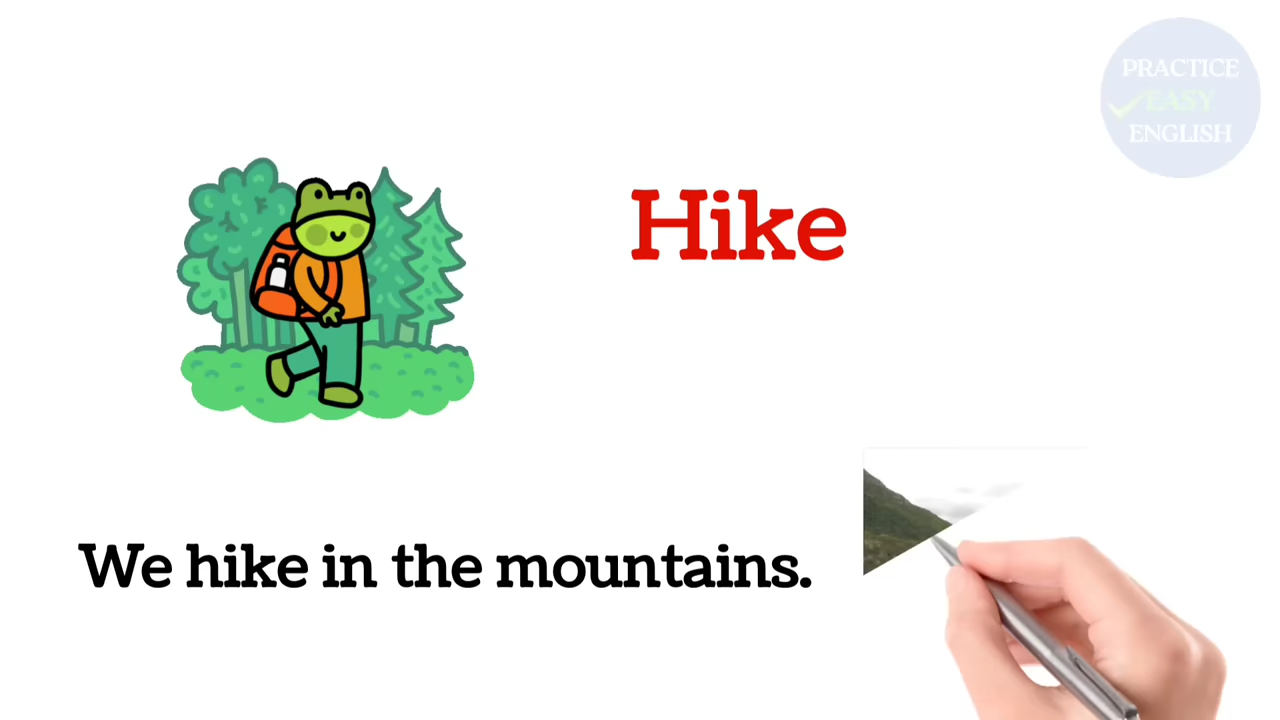 PRACTICE
EASY
ENGLISH
Hike
We hike in the mountains.